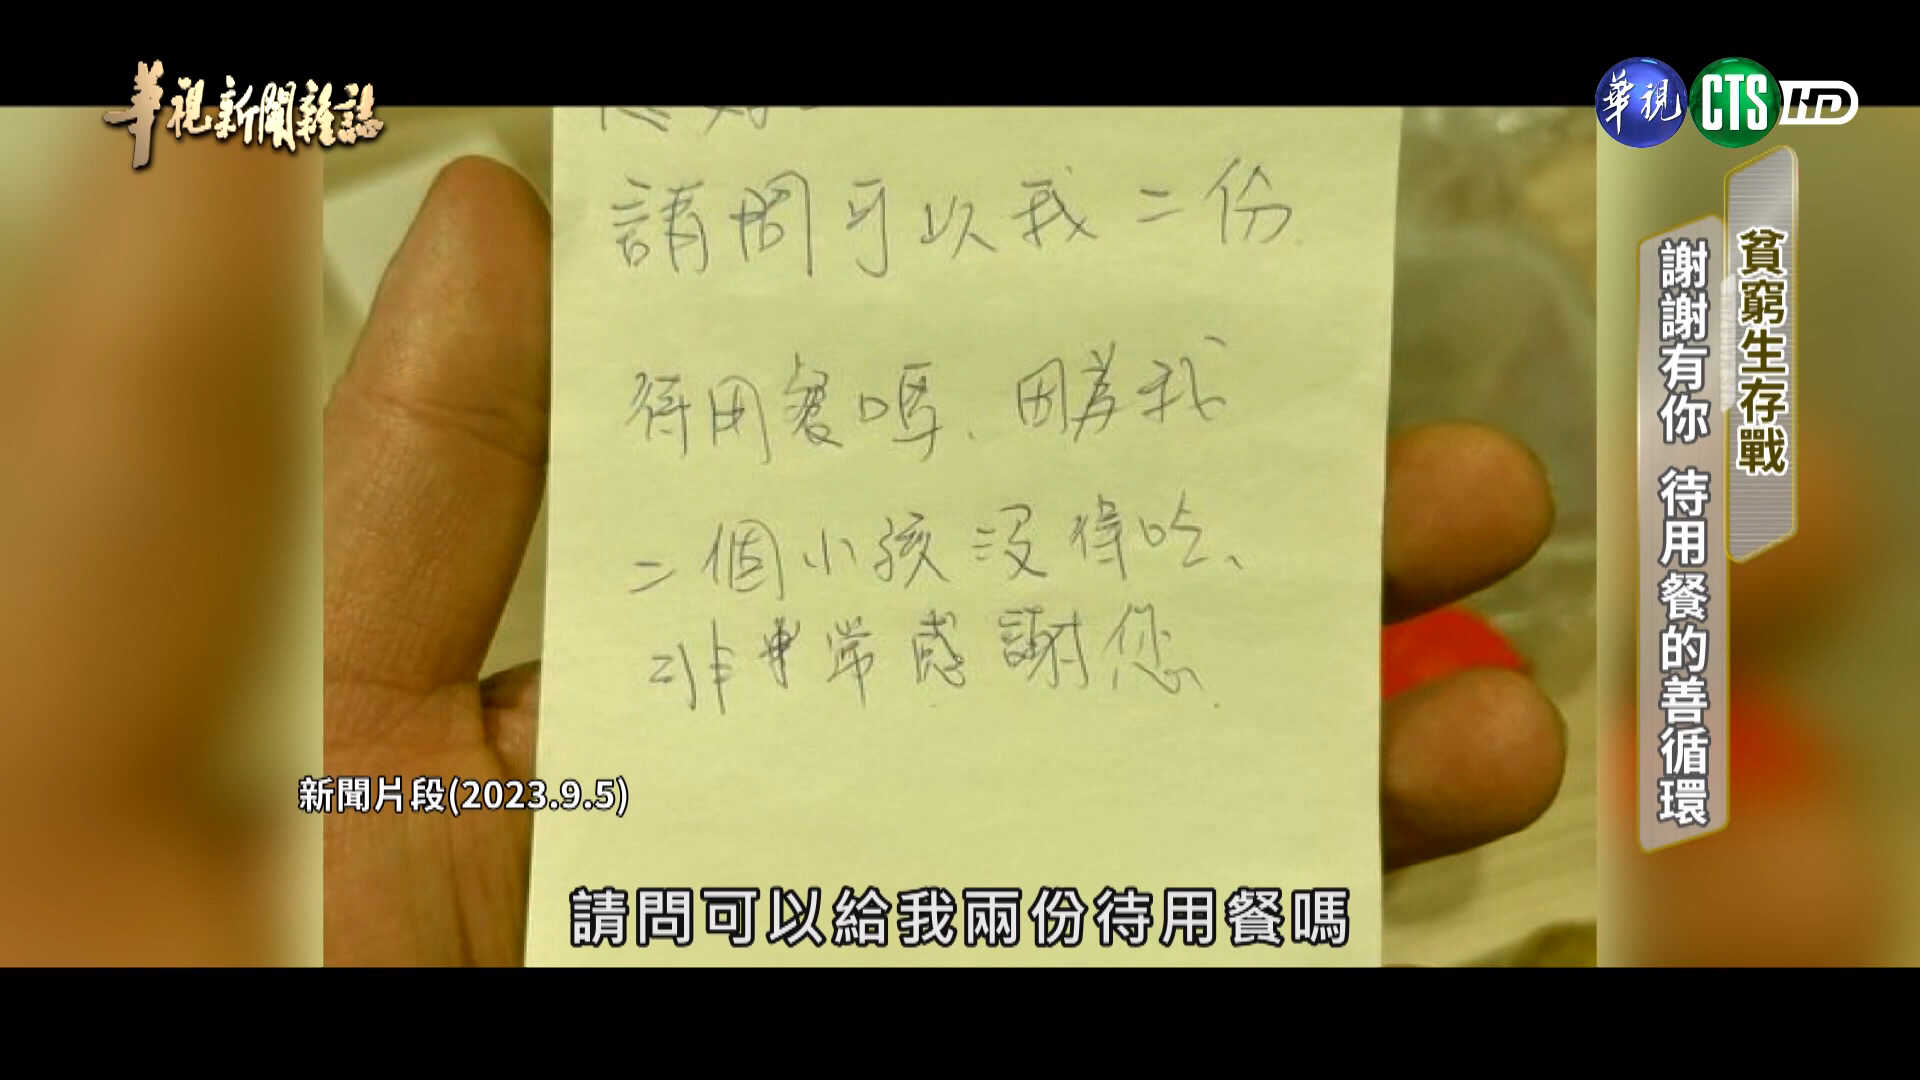 華視新聞雜誌
華視 CTS HD
貧窮生存戰
謝謝有你 待用餐的善循環
您好
請問可以我二份
待用餐嗎.因為我
二個小孩沒得吃、
非常感謝您.
新聞片段(2023.9.5)
請問可以給我兩份待用餐嗎